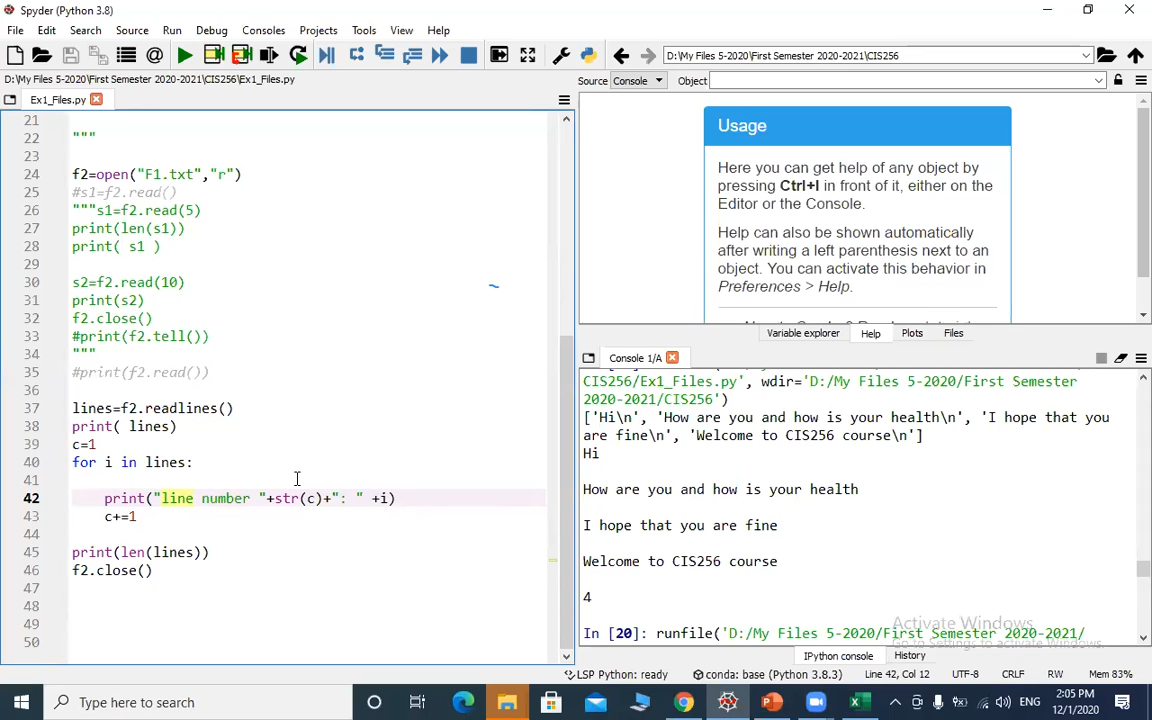 Spyder (Python 3.8)
File Edit Search Source Run Debug Consoles Projects Tools View Help
D:\My Files 5-2020\First Semester 2020-2021\CIS256
D:\My Files 5-2020\First Semester 2020-2021\CIS256\Ex1_Files.py
Source Console Object
Ex1_Files.py
21
22 """
23
24 f2=open("F1.txt","r")
25 #s1=f2.read()
26 """s1=f2.read(5)
27 print(len(s1))
28 print( s1 )
29
30 s2=f2.read(10)
31 print(s2)
32 f2.close()
33 #print(f2.tell())
34 """
35 #print(f2.read())
36
37 lines=f2.readlines()
38 print( lines)
39 c=1
40 for i in lines:
41
42 print("line number "+str(c)+": " +i)
43 c+=1
44
45 print(len(lines))
46 f2.close()
47
48
49
50
Usage
Here you can get help of any object by
pressing Ctrl+I in front of it, either on the
Editor or the Console.
Help can also be shown automatically
after writing a left parenthesis next to an
object. You can activate this behavior in
Preferences > Help.
Variable explorer Help Plots Files
Console 1/A
CIS256/Ex1_Files.py', wdir='D:/My Files 5-2020/First Semester
2020-2021/CIS256')
['Hi\n', 'How are you and how is your health\n', 'I hope that you
are fine\n', 'Welcome to CIS256 course\n']
Hi
How are you and how is your health
I hope that you are fine
Welcome to CIS256 course
4
In [20]: runfile('D:/My Files 5-2020/First Semester 2020-2021/
Activate Windows
Go to Settings to activate Windows.
IPython console History
LSP Python: ready conda: base (Python 3.8.3) Line 42, Col 12 UTF-8 CRLF RW Mem 83%
Type here to search
ENG
2:05 PM
12/1/2020